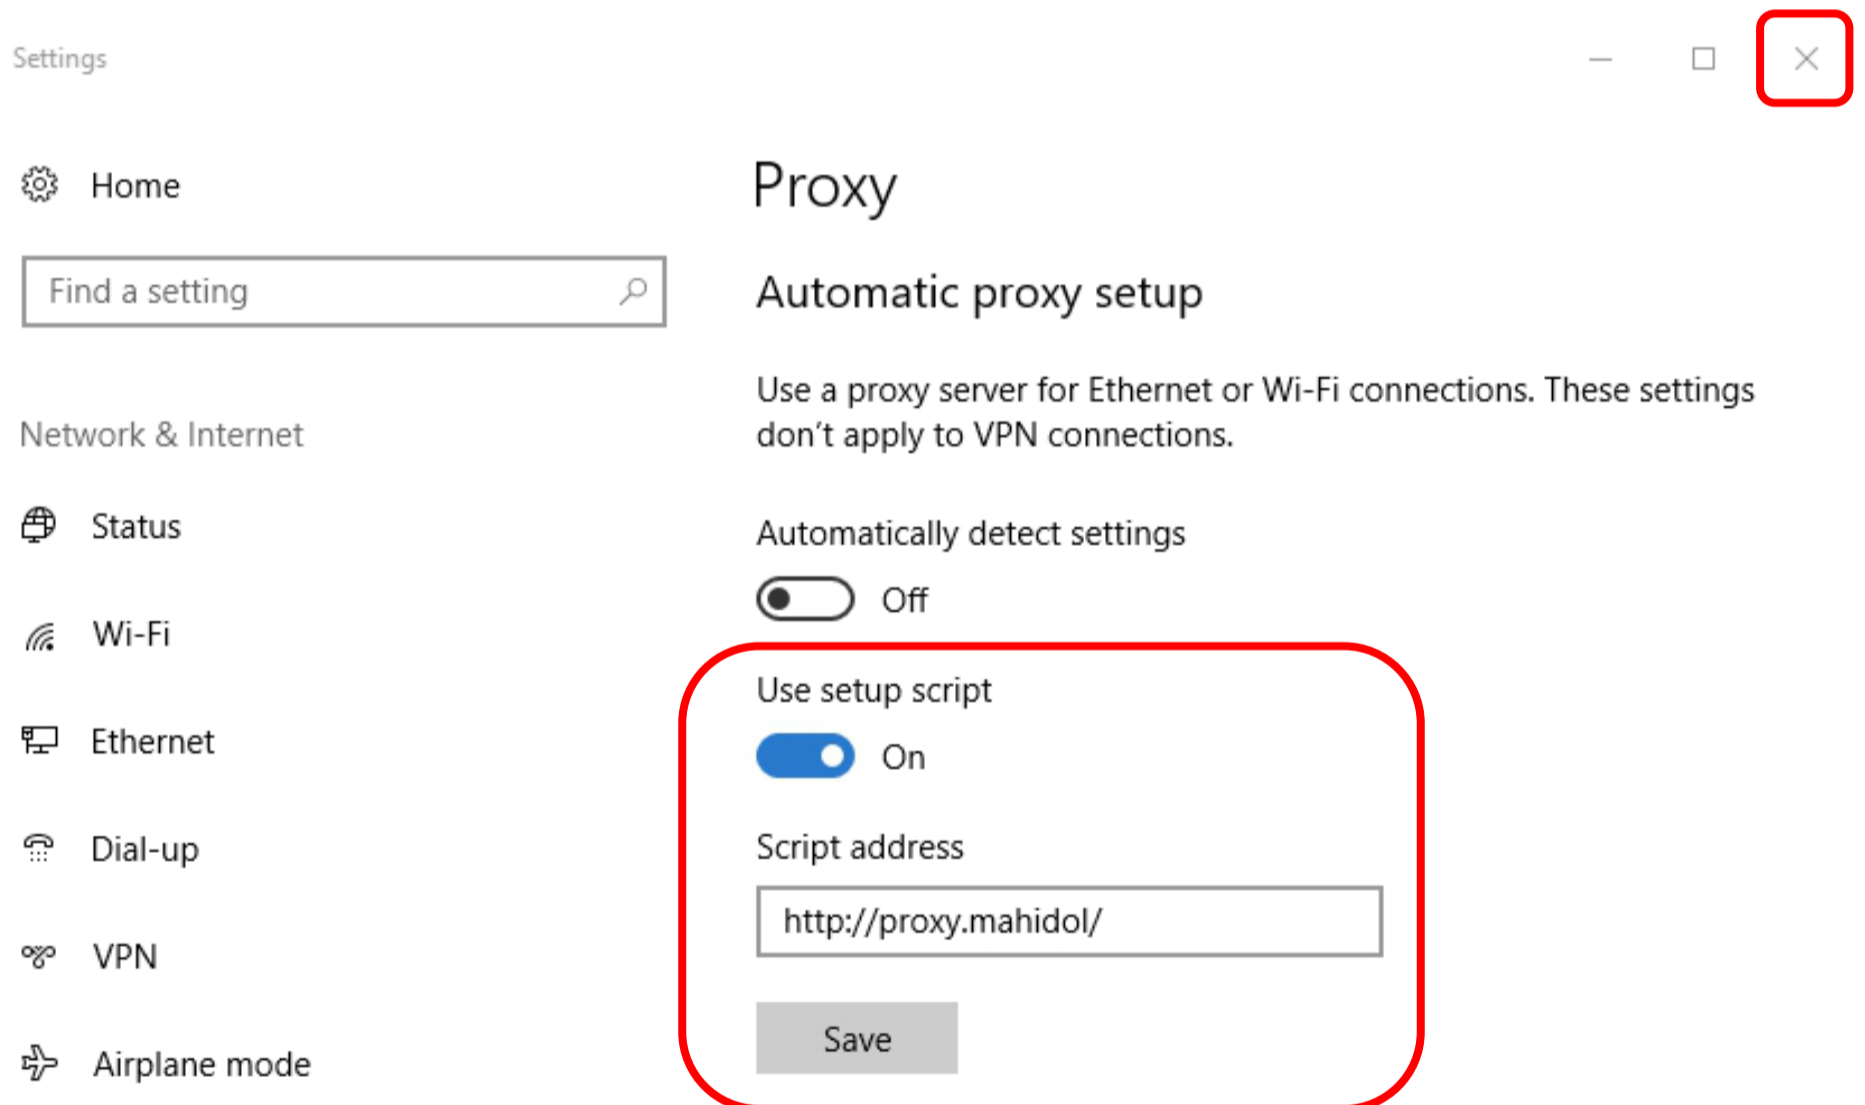 Settings
Home
Find a setting
Network & Internet
Status
Wi-Fi
Ethernet
Dial-up
VPN
Airplane mode
Proxy
Automatic proxy setup
Use a proxy server for Ethernet or Wi-Fi connections. These settings
don't apply to VPN connections.
Automatically detect settings
Off
Use setup script
On
Script address
http://proxy.mahidol/
Save